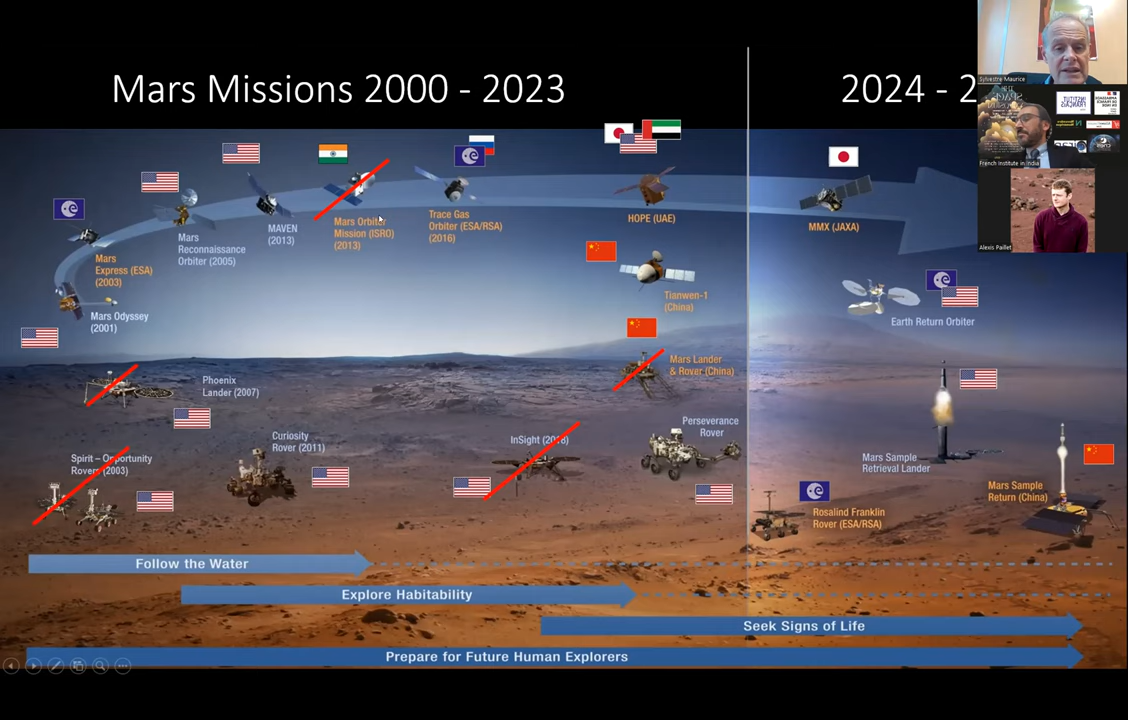 Mars Missions 2000 - 2023
2024 - 2
Sylvestre Maurice
French Institute in India
Alexis Paillet
Mars
Express (ESA)
(2003)
Mars
Reconnaissance
Orbiter (2005)
MAVEN
(2013)
Mars Orbiter
Mission (ISRO)
(2013)
Trace Gas
Orbiter (ESA/RSA)
(2016)
HOPE (UAE)
MMX (JAXA)
Mars Odyssey
(2001)
Tianwen-1
(China)
Earth Return Orbiter
Phoenix
Lander (2007)
Mars Lander
& Rover (China)
Spirit – Opportunity
Rovers (2003)
Curiosity
Rover (2011)
InSight (2018)
Perseverance
Rover
Mars Sample
Retrieval Lander
Mars Sample
Return (China)
Rosalind Franklin
Rover (ESA/RSA)
Follow the Water
Explore Habitability
Seek Signs of Life
Prepare for Future Human Explorers